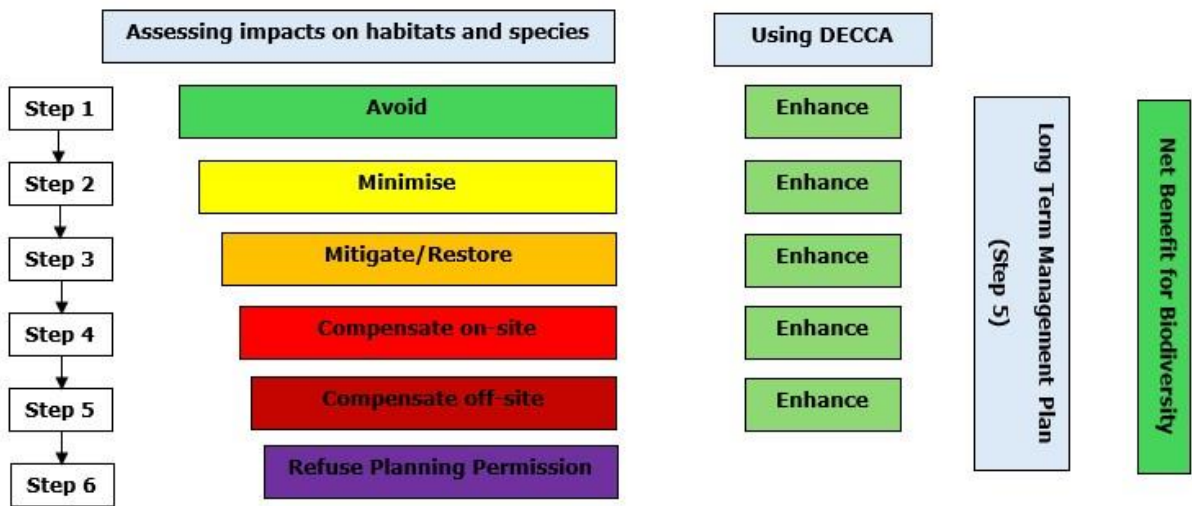 Assessing impacts on habitats and species
Using DECCA
Step 1
Avoid
Enhance
Step 2
Minimise
Enhance
Step 3
Mitigate/Restore
Enhance
Step 4
Compensate on-site
Enhance
Step 5
Compensate off-site
Enhance
Step 6
Refuse Planning Permission
Long Term Management Plan
(Step 5)
Net Benefit for Biodiversity